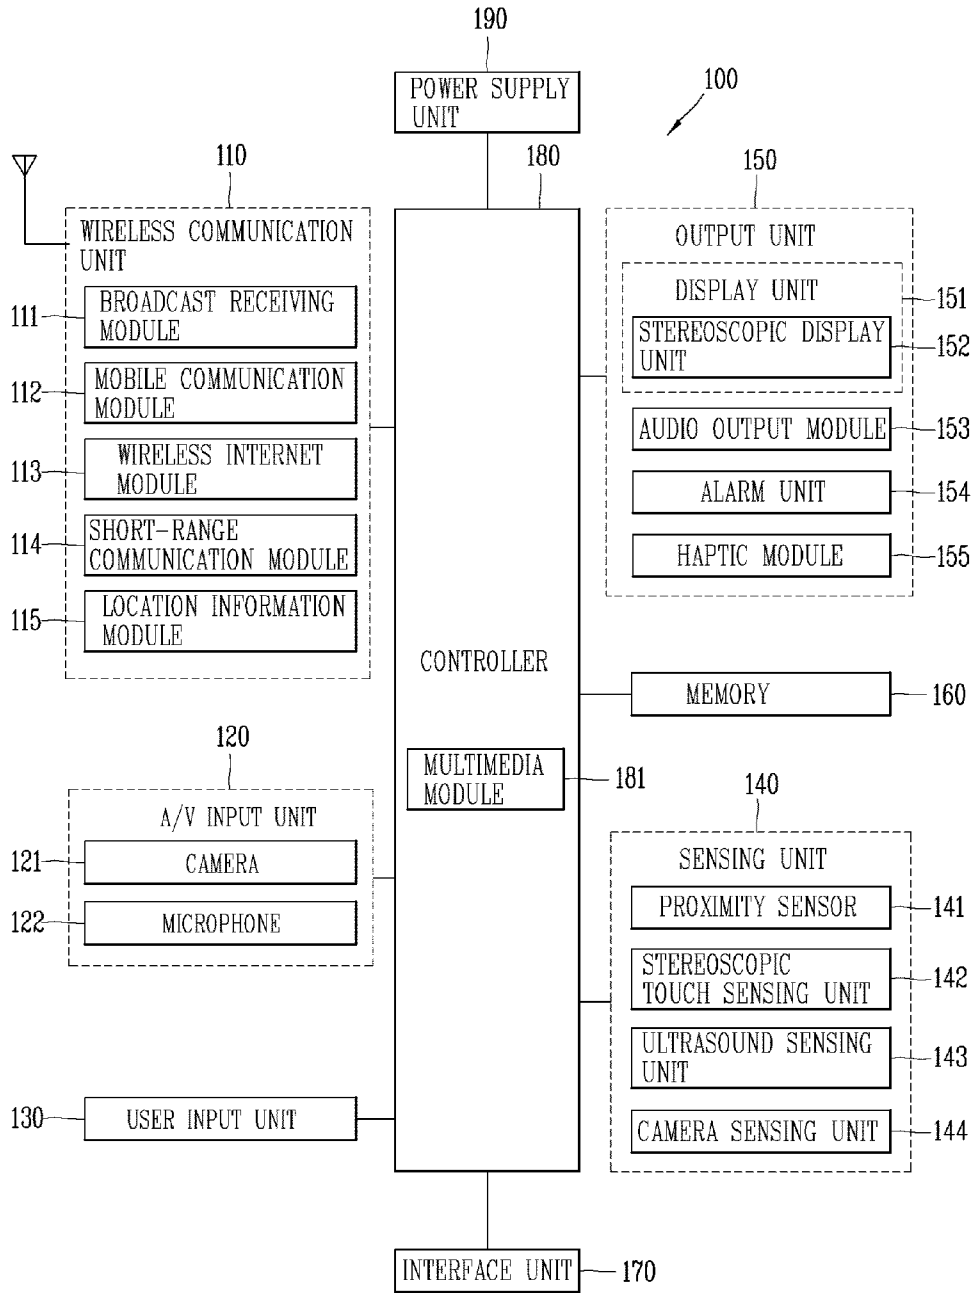 190
POWER SUPPLY
UNIT
100
110
180
150
WIRELESS COMMUNICATION
UNIT
111
BROADCAST RECEIVING
MODULE
112
MOBILE COMMUNICATION
MODULE
113
WIRELESS INTERNET
MODULE
114
SHORT-RANGE
COMMUNICATION MODULE
115
LOCATION INFORMATION
MODULE
OUTPUT UNIT
DISPLAY UNIT
151
STEREOSCOPIC DISPLAY
UNIT
152
AUDIO OUTPUT MODULE
153
ALARM UNIT
154
HAPTIC MODULE
155
CONTROLLER
MEMORY
160
120
A/V INPUT UNIT
121
CAMERA
122
MICROPHONE
MULTIMEDIA
MODULE
181
140
SENSING UNIT
PROXIMITY SENSOR
141
STEREOSCOPIC
TOUCH SENSING UNIT
142
ULTRASOUND SENSING
UNIT
143
CAMERA SENSING UNIT
144
130
USER INPUT UNIT
INTERFACE UNIT
170